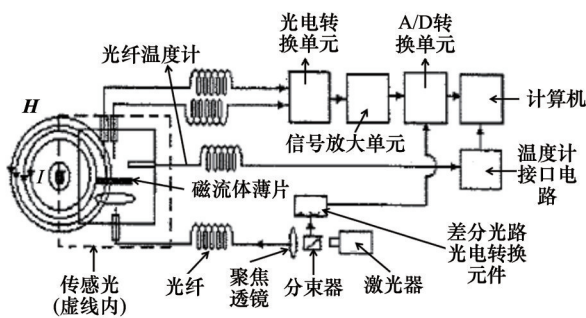 光电转
换单元
A/D转
换单元
光纤温度计
H
计算机
信号放大单元
I
温度计
接口电
路
磁流体薄片
差分光路
光电转换
元件
传感光
(虚线内)
光纤
聚焦
透镜
分束器
激光器